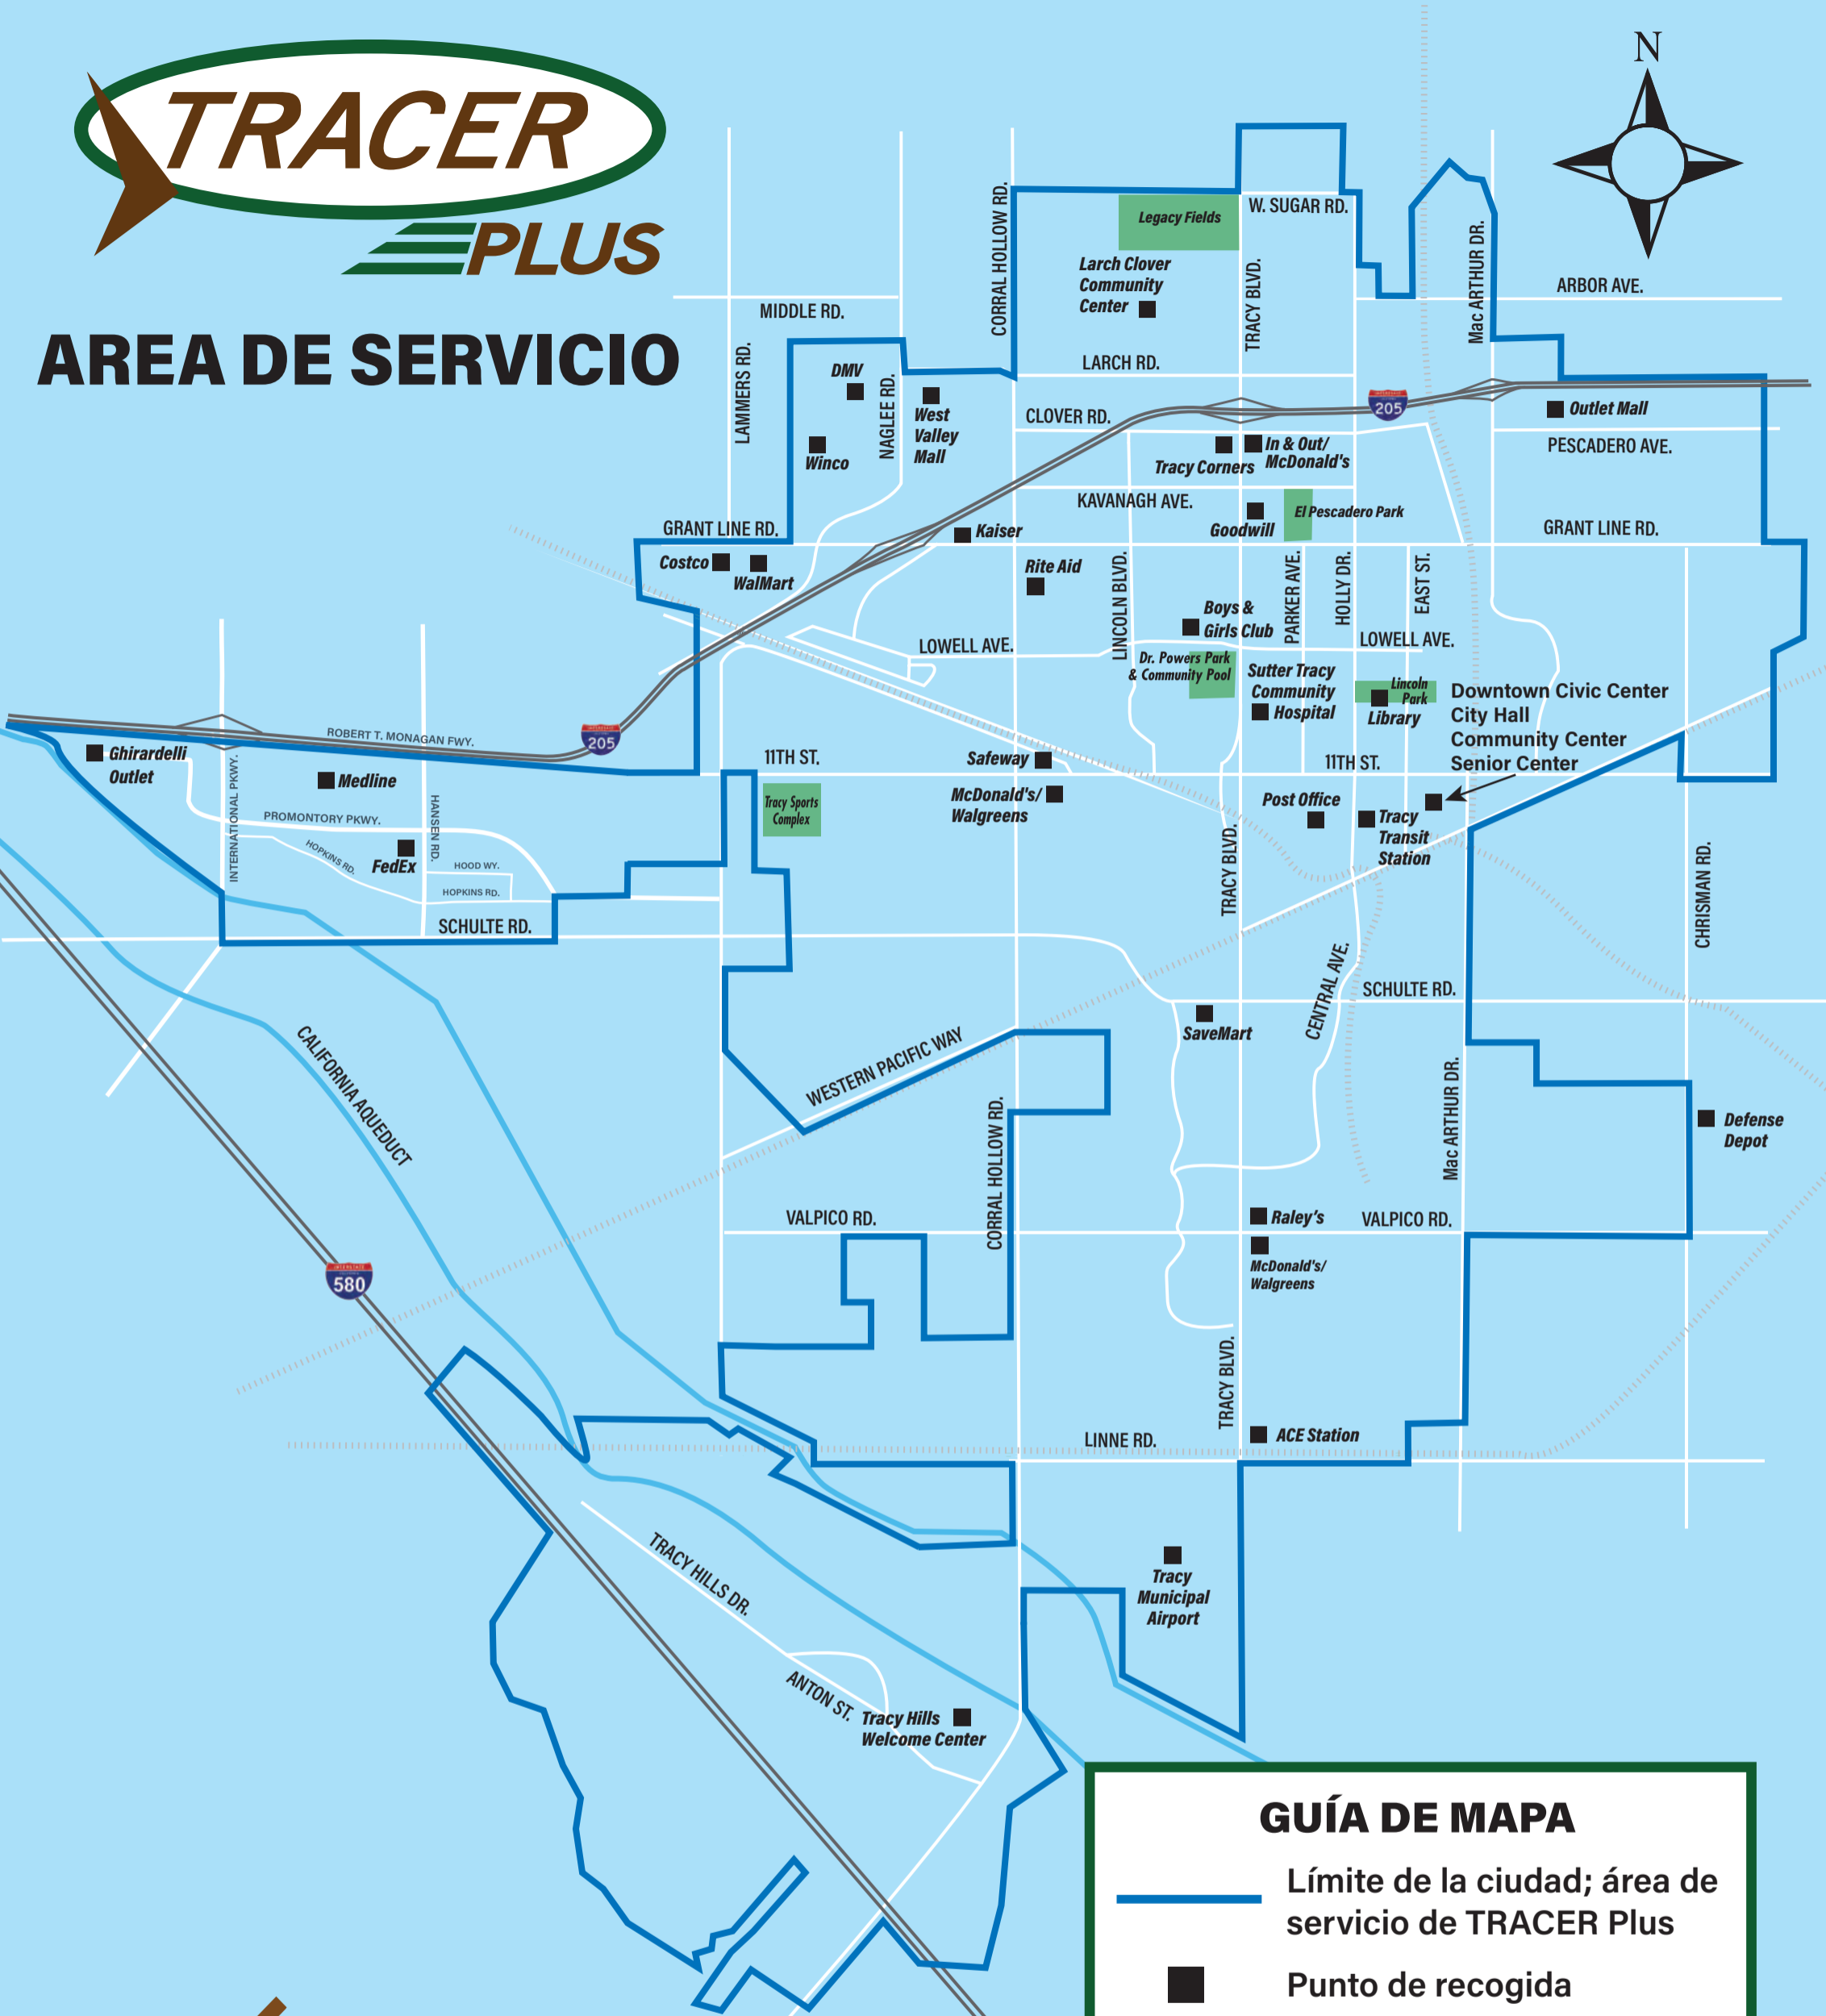 TRACER
PLUS
AREA DE SERVICIO
N
CORRAL HOLLOW RD.
Legacy Fields
W. SUGAR RD.
Larch Clover
Community
Center
TRACY BLVD.
Mac ARTHUR DR.
ARBOR AVE.
MIDDLE RD.
LAMMERS RD.
DMV
NAGLEE RD.
West
Valley
Mall
Winco
LARCH RD.
CLOVER RD.
INTERSTATE
205
Outlet Mall
PESCADERO AVE.
Tracy Corners
In & Out/
McDonald's
KAVANAGH AVE.
Goodwill
El Pescadero Park
GRANT LINE RD.
GRANT LINE RD.
Costco
WalMart
Kaiser
Rite Aid
LINCOLN BLVD.
PARKER AVE.
HOLLY DR.
EAST ST.
Boys &
Girls Club
LOWELL AVE.
LOWELL AVE.
Dr. Powers Park
& Community Pool
Sutter Tracy
Community
Hospital
Lincoln
Park
Library
Downtown Civic Center
City Hall
Community Center
Senior Center
ROBERT T. MONAGAN FWY.
INTERSTATE
205
Ghirardelli
Outlet
INTERNATIONAL PKWY.
Medline
HANSEN RD.
PROMONTORY PKWY.
HOPKINS RD.
FedEx
HOOD WY.
HOPKINS RD.
SCHULTE RD.
11TH ST.
Tracy Sports
Complex
Safeway
McDonald's/
Walgreens
11TH ST.
Post Office
Tracy
Transit
Station
TRACY BLVD.
CHRISMAN RD.
CENTRAL AVE.
SCHULTE RD.
SaveMart
WESTERN PACIFIC WAY
CALIFORNIA AQUEDUCT
CORRAL HOLLOW RD.
Mac ARTHUR DR.
Defense
Depot
VALPICO RD.
Raley's
VALPICO RD.
McDonald's/
Walgreens
INTERSTATE
580
TRACY BLVD.
LINNE RD.
ACE Station
TRACY HILLS DR.
Tracy
Municipal
Airport
ANTON ST.
Tracy Hills
Welcome Center
GUÍA DE MAPA
Límite de la ciudad; área de
servicio de TRACER Plus
Punto de recogida